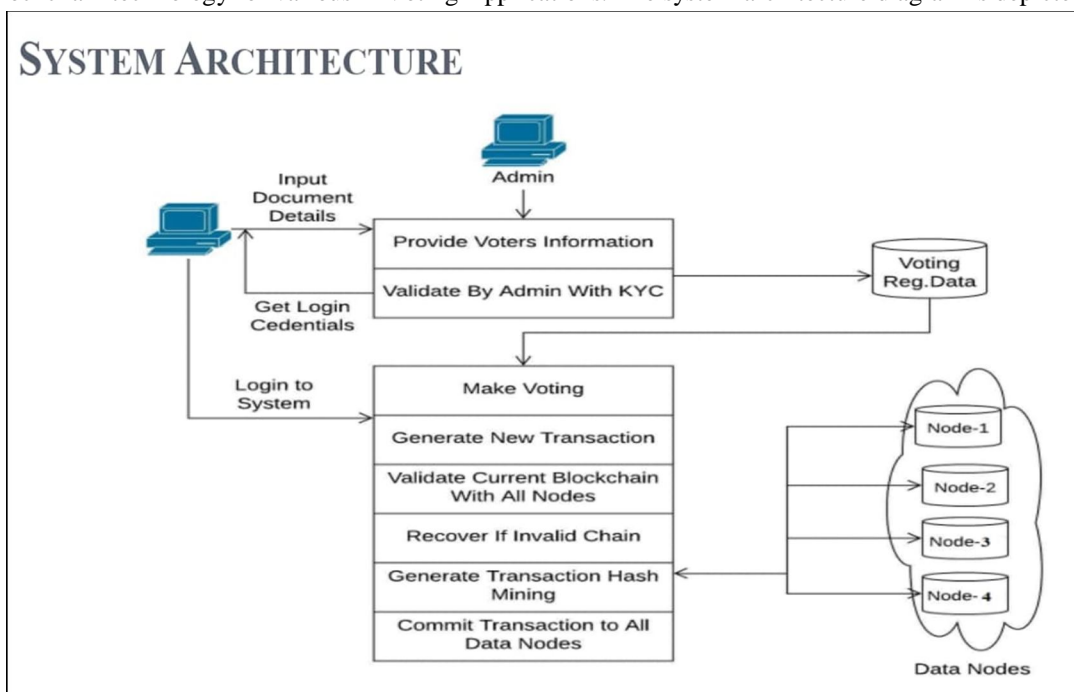 SYSTEM ARCHITECTURE
Admin
Input
Document
Details
Provide Voters Information
Validate By Admin With KYC
Get Login
Cedentials
Voting
Reg.Data
Login to
System
Make Voting
Generate New Transaction
Validate Current Blockchain
With All Nodes
Recover If Invalid Chain
Generate Transaction Hash
Mining
Commit Transaction to All
Data Nodes
Node-1
Node-2
Node-3
Node-4
Data Nodes